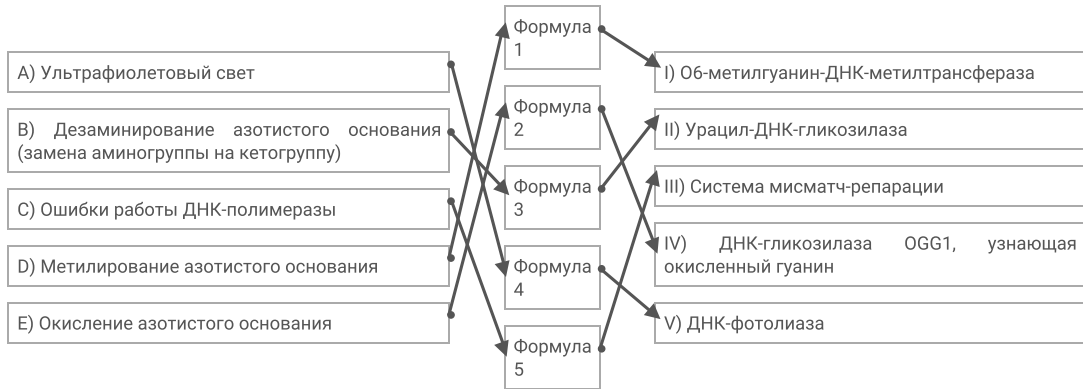 A) Ультрафиолетовый свет
B) Дезаминирование азотистого основания
(замена аминогруппы на кетогруппу)
C) Ошибки работы ДНК-полимеразы
D) Метилирование азотистого основания
E) Окисление азотистого основания
Формула
1
Формула
2
Формула
3
Формула
4
Формула
5
I) О6-метилгуанин-ДНК-метилтрансфераза
II) Урацил-ДНК-гликозилаза
III) Система мисматч-репарации
IV) ДНК-гликозилаза OGG1, узнающая
окисленный гуанин
V) ДНК-фотолиаза